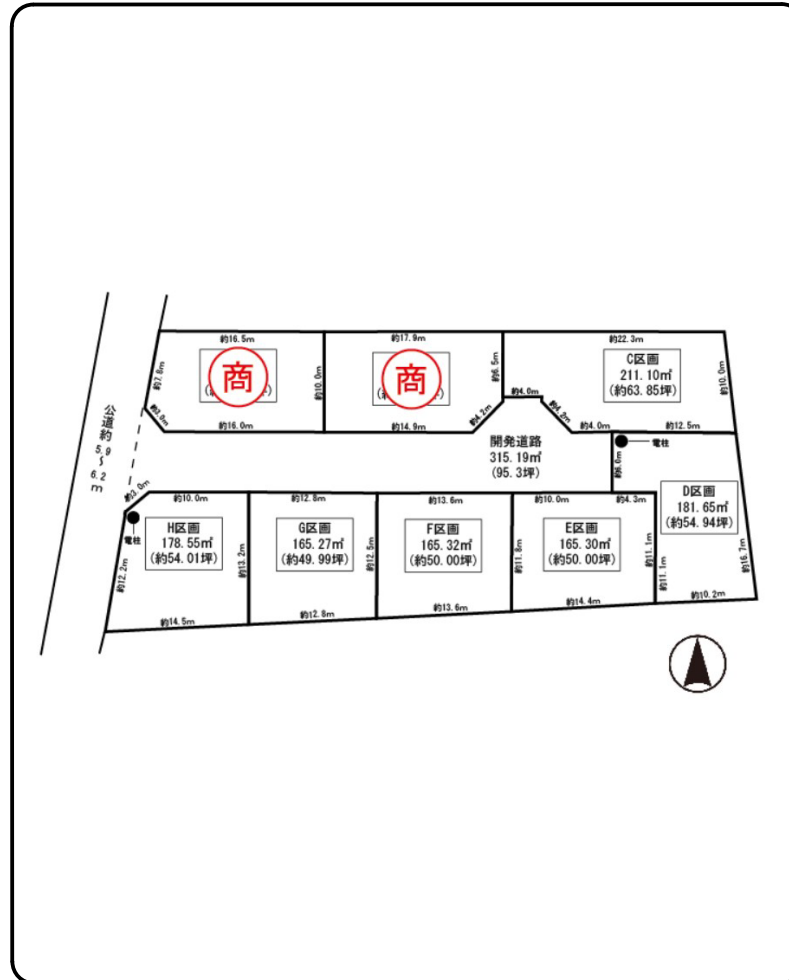 約16.5m
約17.9m
約22.3m
約7.8m
商
約10.0m
商
約6.5m
C区画
211.10㎡
(約63.85坪)
約10.0m
約3.0m
約16.0m
約14.9m
約4.2m
約4.0m
約4.2m
約4.0m
約12.5m
公道約
5.9
～
6.2
m
開発道路
315.19㎡
(95.3坪)
電柱
約6.0m
約3.0m
約10.0m
約12.8m
約13.6m
約10.0m
約4.3m
D区画
181.65㎡
(約54.94坪)
電柱
H区画
178.55㎡
(約54.01坪)
G区画
165.27㎡
(約49.99坪)
F区画
165.32㎡
(約50.00坪)
E区画
165.30㎡
(約50.00坪)
約12.2m
約13.2m
約12.5m
約11.8m
約11.1m
約11.1m
約16.7m
約14.5m
約12.8m
約13.6m
約14.4m
約10.2m